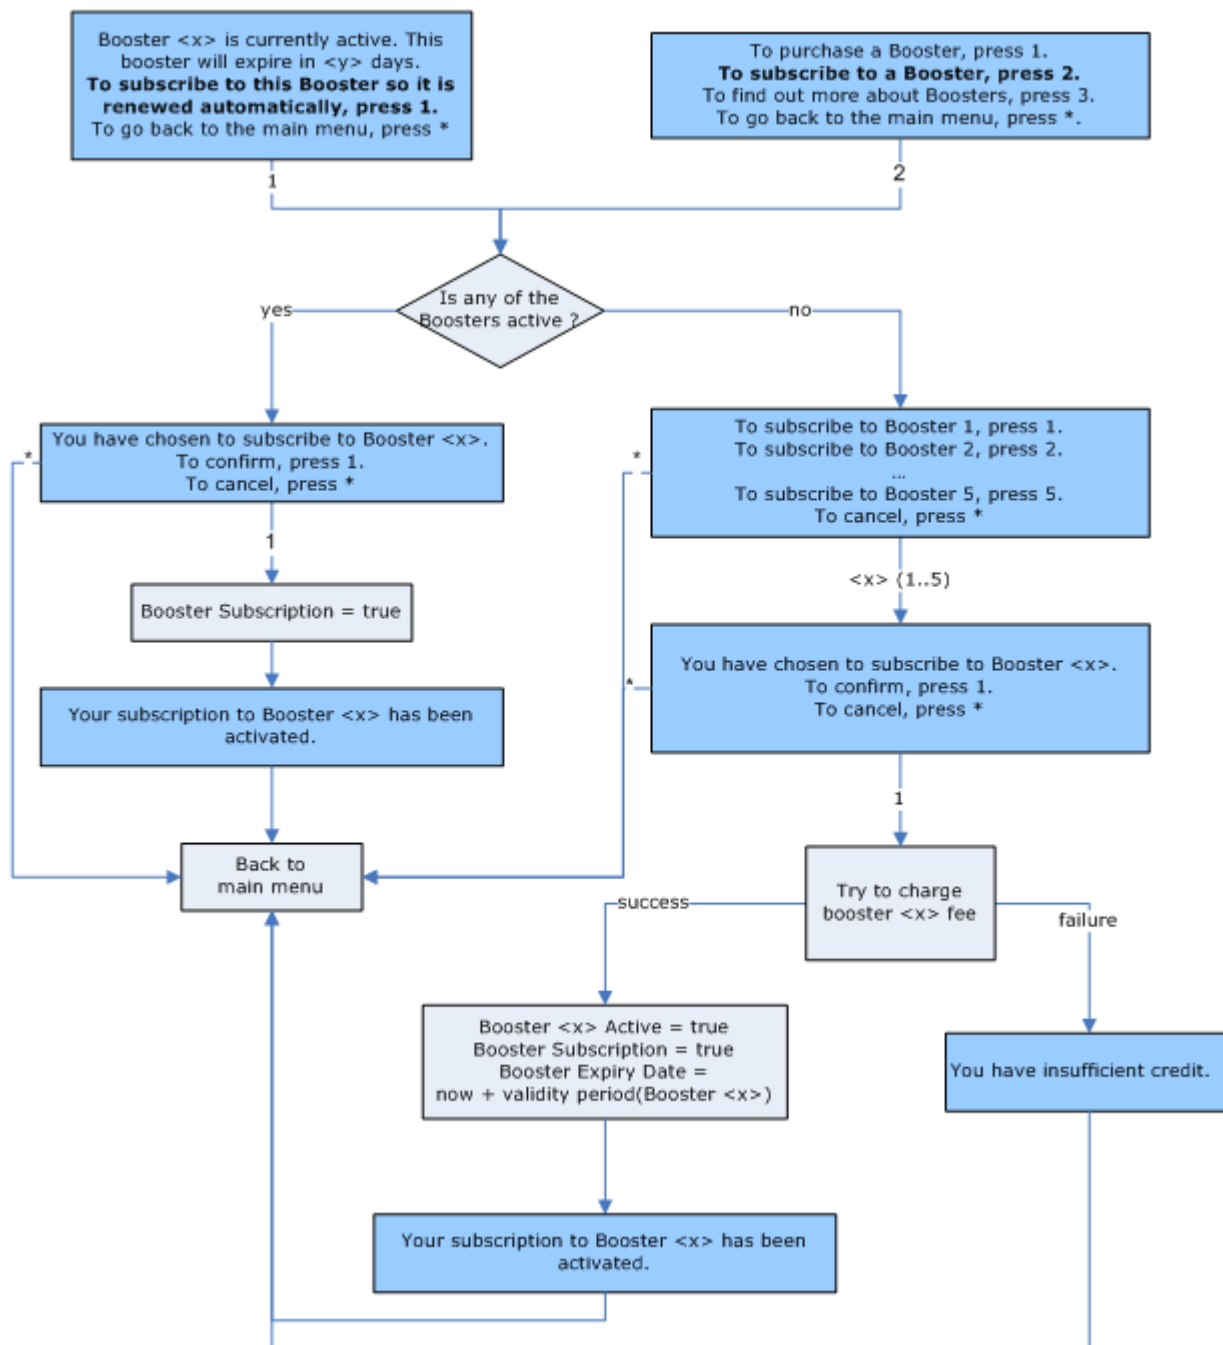 Booster <x> is currently active. This
booster will expire in <y> days.
To subscribe to this Booster so it is
renewed automatically, press 1.
To go back to the main menu, press *
To purchase a Booster, press 1.
To subscribe to a Booster, press 2.
To find out more about Boosters, press 3.
To go back to the main menu, press *.
1
2
Is any of the
Boosters active ?
yes
no
You have chosen to subscribe to Booster <x>.
To confirm, press 1.
To cancel, press *
*
To subscribe to Booster 1, press 1.
To subscribe to Booster 2, press 2.
...
To subscribe to Booster 5, press 5.
To cancel, press *
*
1
<x> (1..5)
Booster Subscription = true
You have chosen to subscribe to Booster <x>.
To confirm, press 1.
To cancel, press *
*
Your subscription to Booster <x> has been
activated.
1
Back to
main menu
Try to charge
booster <x> fee
success
failure
Booster <x> Active = true
Booster Subscription = true
Booster Expiry Date =
now + validity period(Booster <x>)
You have insufficient credit.
Your subscription to Booster <x> has been
activated.